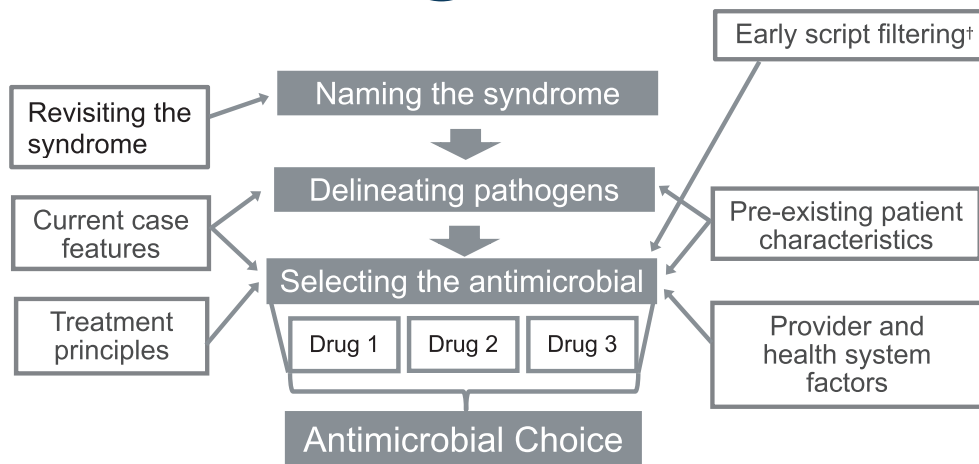 Early script filtering†
Naming the syndrome
Revisiting the
syndrome
Delineating pathogens
Current case
features
Pre-existing patient
characteristics
Selecting the antimicrobial
Treatment
principles
Drug 1
Drug 2
Drug 3
Provider and
health system
factors
Antimicrobial Choice